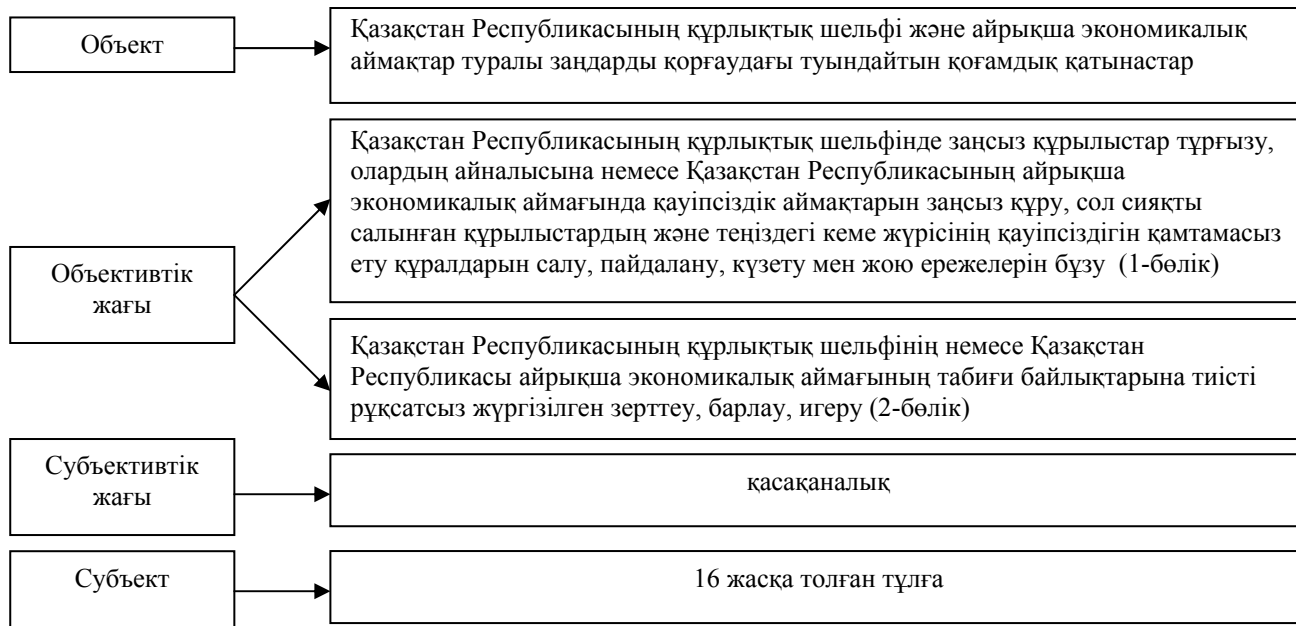 Объект
Қазақстан Республикасының құрлықтық шельфі және айрықша экономикалық
аймақтар туралы заңдарды қорғаудағы туындайтын қоғамдық қатынастар
Объективтік
жағы
Қазақстан Республикасының құрлықтық шельфінде заңсыз құрылыстар тұрғызу,
олардың айналысына немесе Қазақстан Республикасының айрықша
экономикалық аймағында қауіпсіздік аймақтарын заңсыз құру, сол сияқты
салынған құрылыстардың және теңіздегі кеме жүрісінің қауіпсіздігін қамтамасыз
ету құралдарын салу, пайдалану, күзету мен жою ережелерін бұзу (1-бөлік)
Қазақстан Республикасының құрлықтық шельфінің немесе Қазақстан
Республикасы айрықша экономикалық аймағының табиғи байлықтарына тиісті
рұқсатсыз жүргізілген зерттеу, барлау, игеру (2-бөлік)
Субъективтік
жағы
қасақаналық
Субъект
16 жасқа толған тұлға